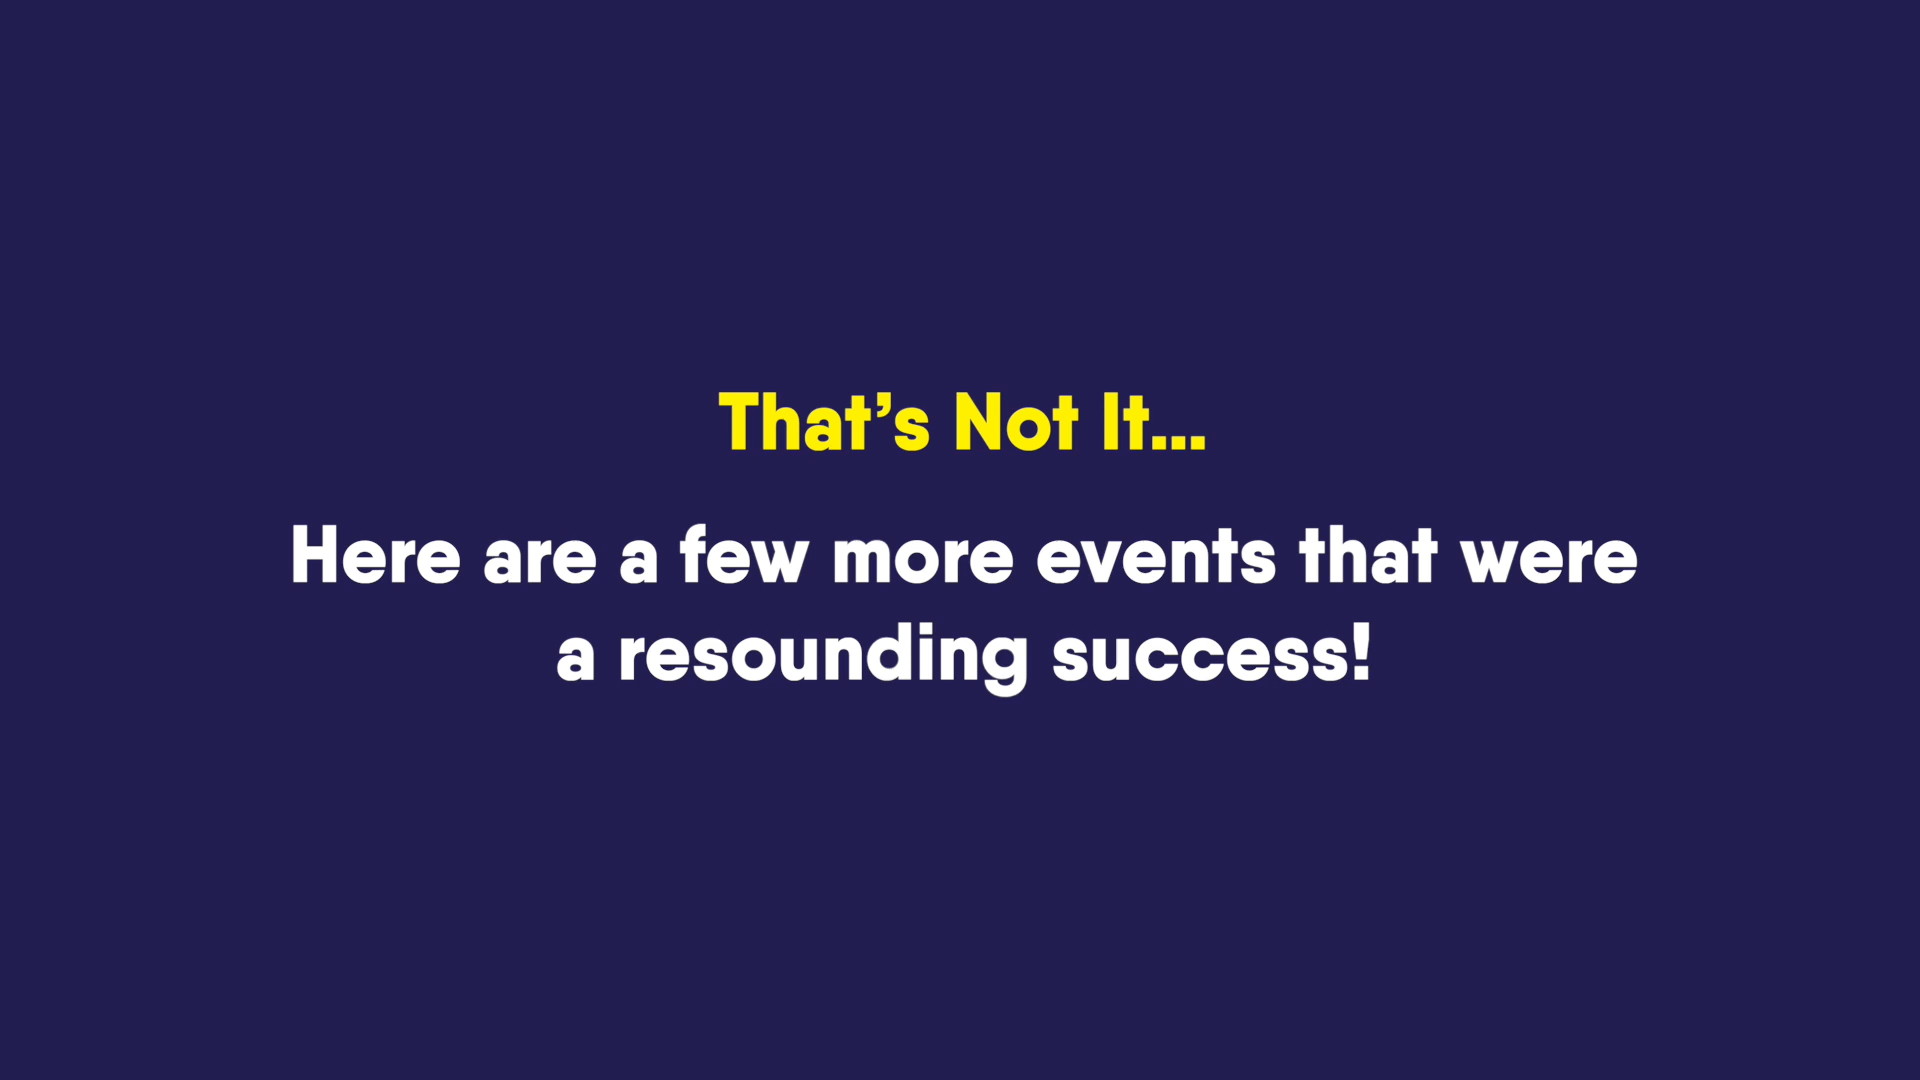 That’s Not It...
Here are a few more events that were
a resounding success!